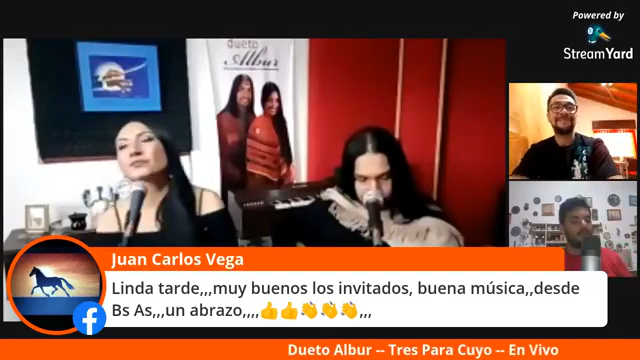 Powered by
StreamYard
dueto
Albur
Juan Carlos Vega
Linda tarde,,,muy buenos los invitados, buena música,,desde
Bs As,,,un abrazo,,,,👍👍👏👏👏,,,
Dueto Albur -- Tres Para Cuyo -- En Vivo